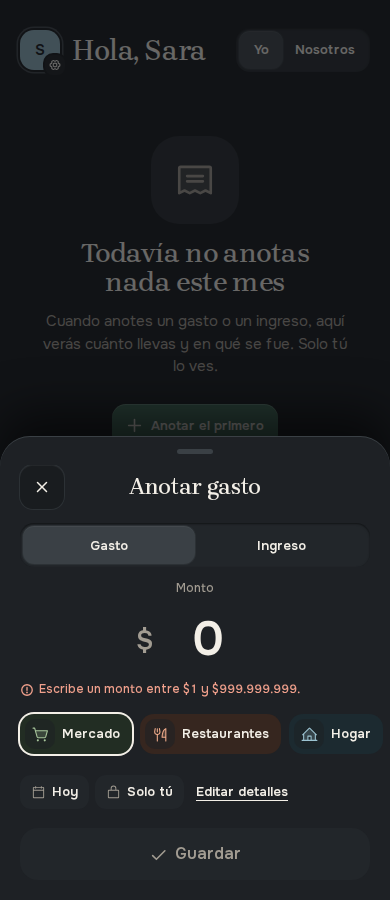 S
Hola, Sara
Yo
Nosotros
Todavía no anotas
nada este mes
Cuando anotes un gasto o un ingreso, aquí
verás cuánto llevas y en qué se fue. Solo tú
lo ves.
Anotar el primero
Anotar gasto
Gasto
Ingreso
Monto
$ 0
Escribe un monto entre $1 y $999.999.999.
Mercado
Restaurantes
Hogar
Hoy
Solo tú
Editar detalles
Guardar